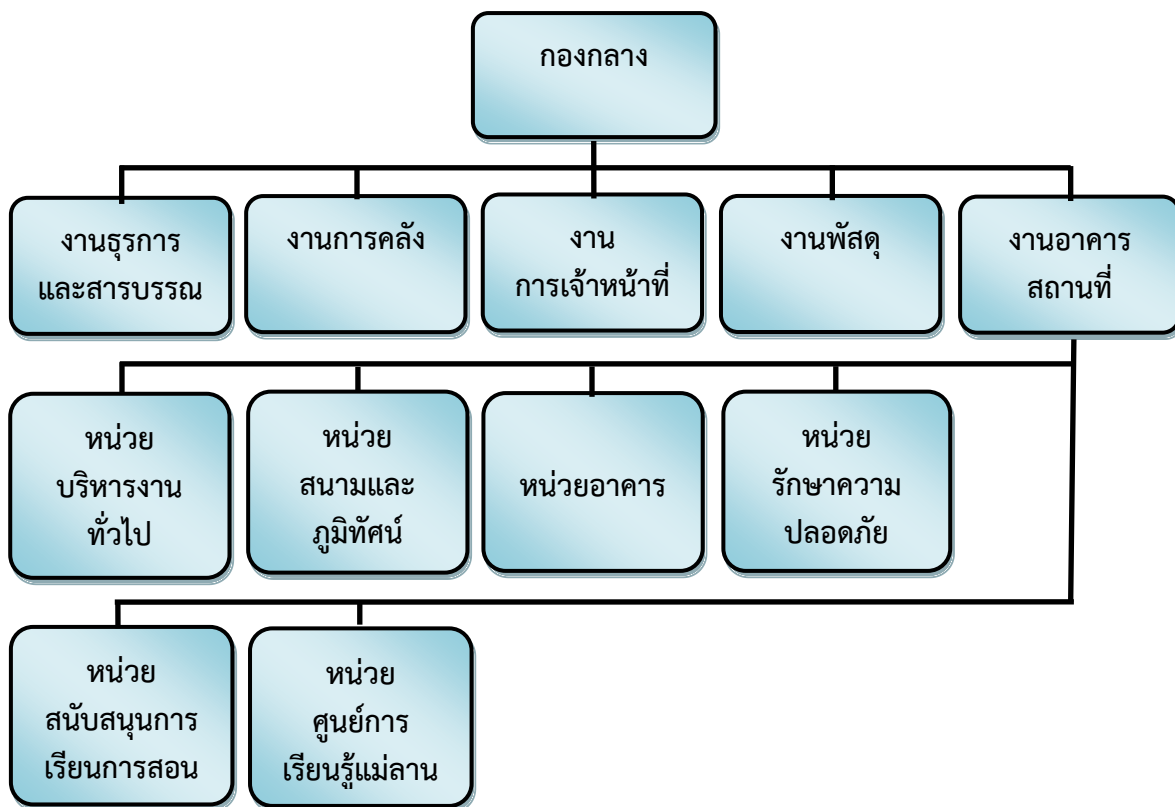 กองกลาง
งานธุรการ
และสารบรรณ
งานการคลัง
งาน
การเจ้าหน้าที่
งานพัสดุ
งานอาคาร
สถานที่
หน่วย
บริหารงาน
ทั่วไป
หน่วย
สนามและ
ภูมิทัศน์
หน่วยอาคาร
หน่วย
รักษาความ
ปลอดภัย
หน่วย
สนับสนุนการ
เรียนการสอน
หน่วย
ศูนย์การ
เรียนรู้แม่ลาน